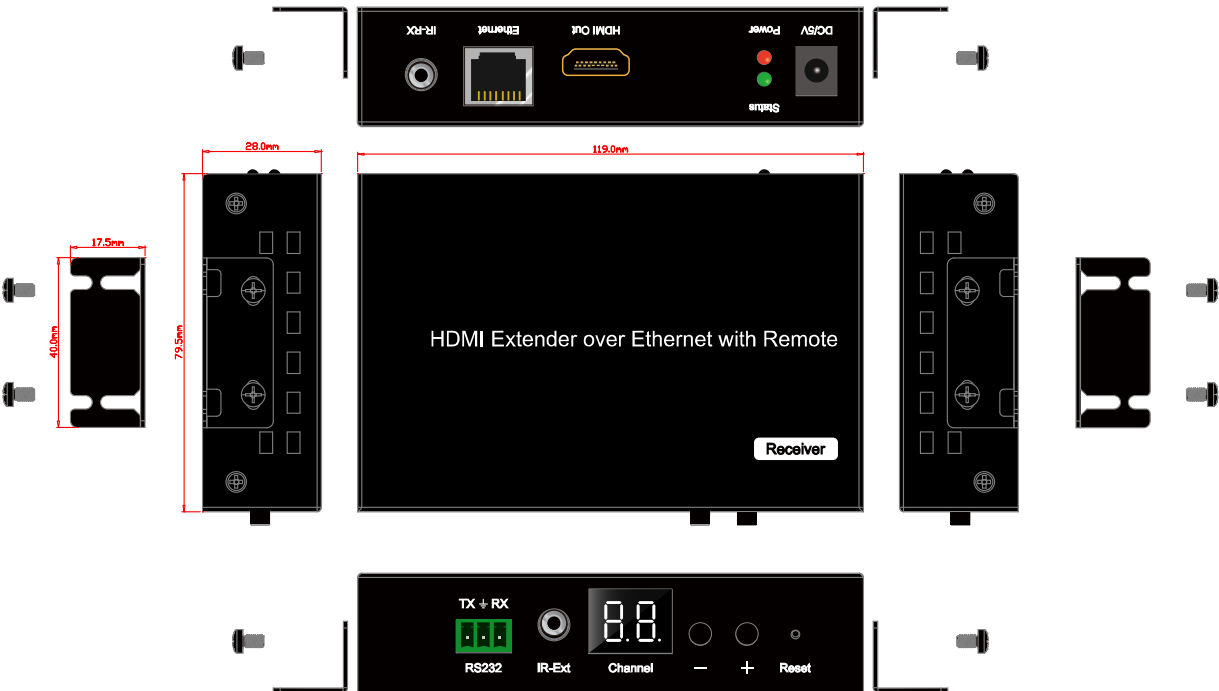 IR-RX Ethernet HDMI Out Power DC/5V
Status
28.0mm
119.0mm
17.5mm
40.0mm
79.5mm
HDMI Extender over Ethernet with Remote
Receiver
TX ⏚ RX
8.8.
RS232 IR-Ext Channel — + Reset